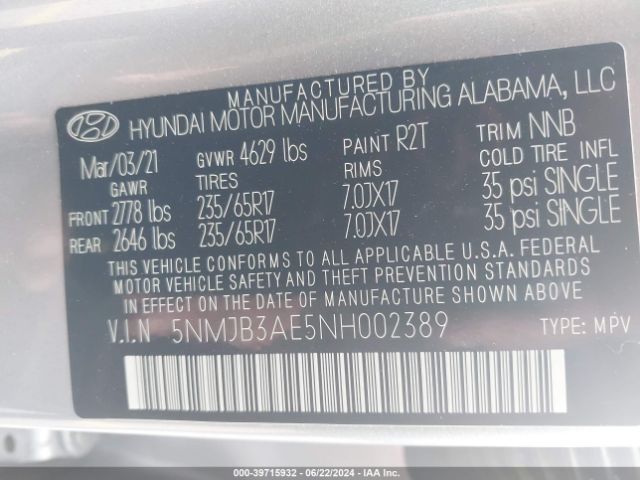 MANUFACTURED BY
HYUNDAI MOTOR MANUFACTURING ALABAMA, LLC
Mar/03/21 GVWR 4629 lbs PAINT R2T TRIM NNB
GAWR TIRES RIMS COLD TIRE INFL
FRONT 2778 lbs 235/65R17 7.0JX17 35 psi SINGLE
REAR 2646 lbs 235/65R17 7.0JX17 35 psi SINGLE
THIS VEHICLE CONFORMS TO ALL APPLICABLE U.S.A. FEDERAL
MOTOR VEHICLE SAFETY AND THEFT PREVENTION STANDARDS
IN EFFECT ON THE DATE OF MANUFACTURE SHOWN ABOVE.
V.I.N 5NMJB3AE5NH002389 TYPE: MPV
000-39715932 - 06/22/2024 - IAA Inc.